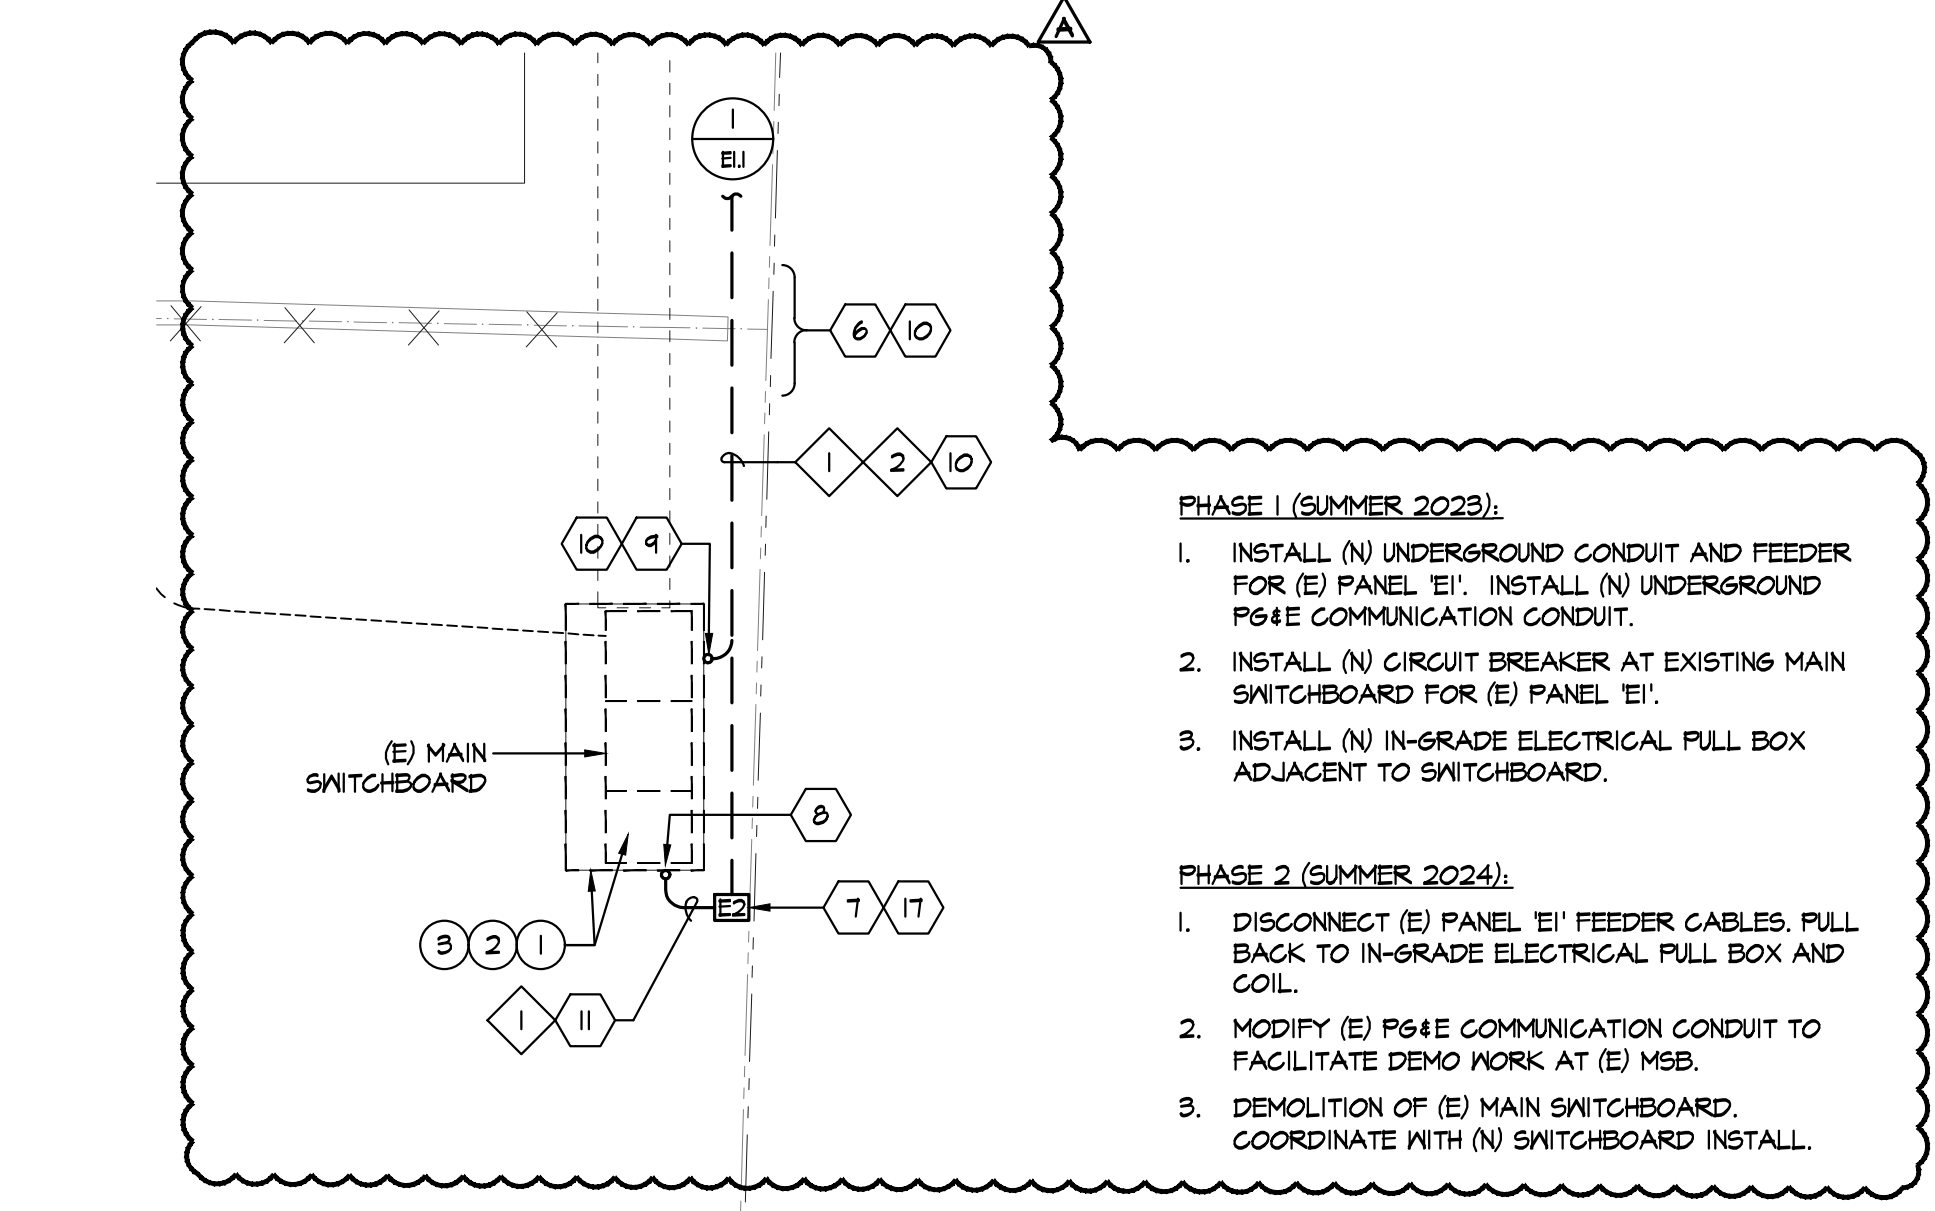 A
1
E1.1
6 10
1 2 10
10 9
(E) MAIN
SWITCHBOARD
8
E2
7 17
3 2 1
1 11
PHASE 1 (SUMMER 2023):
1. INSTALL (N) UNDERGROUND CONDUIT AND FEEDER
FOR (E) PANEL 'E1'. INSTALL (N) UNDERGROUND
PG&E COMMUNICATION CONDUIT.
2. INSTALL (N) CIRCUIT BREAKER AT EXISTING MAIN
SWITCHBOARD FOR (E) PANEL 'E1'.
3. INSTALL (N) IN-GRADE ELECTRICAL PULL BOX
ADJACENT TO SWITCHBOARD.
PHASE 2 (SUMMER 2024):
1. DISCONNECT (E) PANEL 'E1' FEEDER CABLES. PULL
BACK TO IN-GRADE ELECTRICAL PULL BOX AND
COIL.
2. MODIFY (E) PG&E COMMUNICATION CONDUIT TO
FACILITATE DEMO WORK AT (E) MSB.
3. DEMOLITION OF (E) MAIN SWITCHBOARD.
COORDINATE WITH (N) SWITCHBOARD INSTALL.